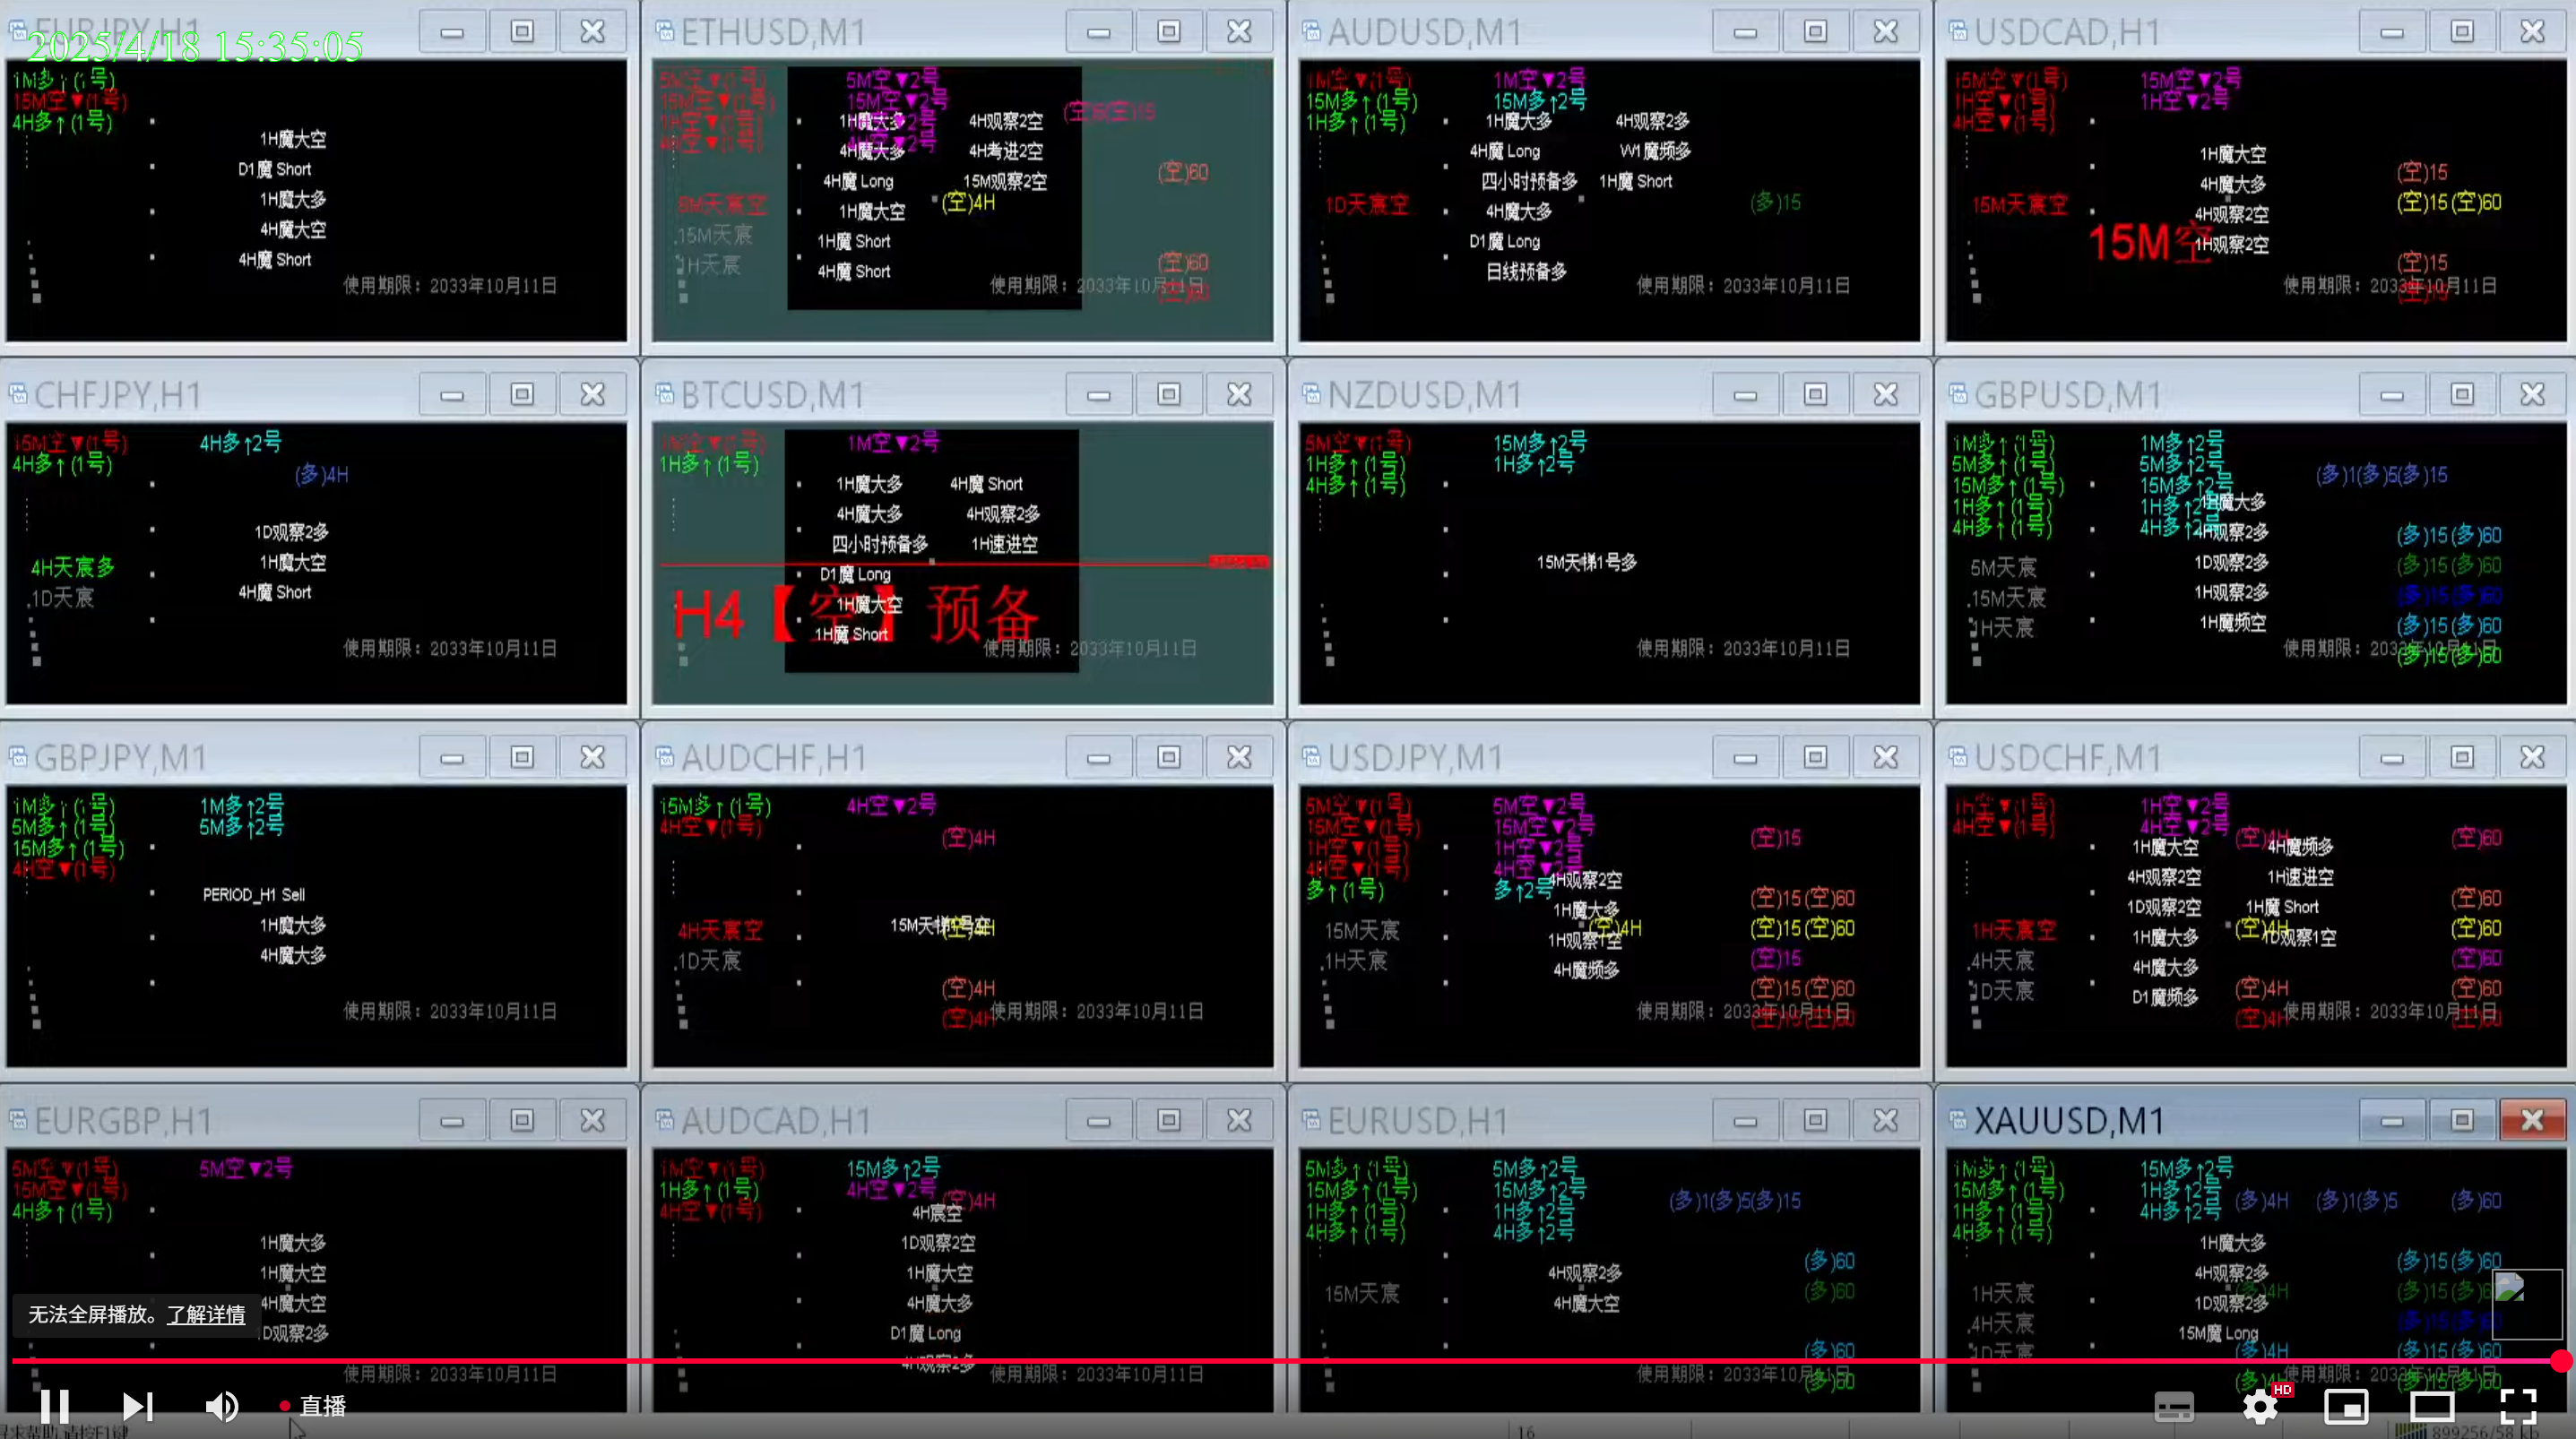 EURJPY,H1
2025/4/18 15:35:05
1M多↑(1号)
15M空▼(1号)
4H多↑(1号)
1H魔大空
D1魔 Short
1H魔大多
4H魔大空
4H魔 Short
使用期限：2033年10月11日
ETHUSD,M1
5M空▼(1号)
5M空▼2号
15M空▼(1号)
15M空▼2号
1H魔大多
4H观察2空
4H魔大多
4H考进2空
4H魔 Long
15M观察2空
(空)60
1H魔大空
(空)4H
.15M天宸
1H魔 Short
1H天宸
4H魔 Short
(空)60
使用期限：2033年10月11日
AUDUSD,M1
1M空▼(1号)
1M空▼2号
15M多↑(1号)
15M多↑2号
1H多↑(1号)
1H魔大多
4H观察2多
4H魔 Long
W1魔频多
四小时预备多
1H魔 Short
1D天宸空
4H魔大多
(多)15
D1魔 Long
日线预备多
使用期限：2033年10月11日
USDCAD,H1
15M空▼(1号)
15M空▼2号
1H空▼(1号)
1H空▼2号
4H空▼(1号)
1H魔大空
4H魔大多
(空)15
15M天宸空
4H观察2空
(空)15(空)60
15M空
1H观察2空
(空)15
使用期限：2033年10月11日
CHFJPY,H1
15M空▼(1号)
4H多↑2号
4H多↑(1号)
(多)4H
1D观察2多
4H天宸多
1H魔大空
.1D天宸
4H魔 Short
使用期限：2033年10月11日
BTCUSD,M1
1M空▼(1号)
1M空▼2号
1H多↑(1号)
1H魔大多
4H魔 Short
4H魔大多
4H观察2多
四小时预备多
1H速进空
D1魔 Long
H4【空】预备
1H魔大空
1H魔 Short
使用期限：2033年10月11日
NZDUSD,M1
5M空▼(1号)
15M多↑2号
1H多↑(1号)
1H多↑2号
4H多↑(1号)
15M天梯1号多
使用期限：2033年10月11日
GBPUSD,M1
1M多↑(1号)
1M多↑2号
5M多↑(1号)
5M多↑2号
(多)1(多)5(多)15
15M多↑(1号)
15M多↑2号
1H多↑(1号)
1H多↑2号
1H魔大多
4H多↑(1号)
4H多↑2号
4H观察2多
(多)15(多)60
5M天宸
1D观察2多
(多)15(多)60
.15M天宸
1H观察2多
(多)15(多)60
1H天宸
1H魔频空
(多)15(多)60
使用期限：2033年10月11日
(多)15(多)60
GBPJPY,M1
1M多↑(1号)
1M多↑2号
5M多↑(1号)
5M多↑2号
15M多↑(1号)
4H空▼(1号)
PERIOD_H1 Sell
1H魔大多
4H魔大多
使用期限：2033年10月11日
AUDCHF,H1
15M多↑(1号)
4H空▼2号
4H空▼(1号)
(空)4H
4H天宸空
.1D天宸
(空)4H
(空)4H
使用期限：2033年10月11日
USDJPY,M1
5M空▼(1号)
5M空▼2号
15M空▼(1号)
15M空▼2号
(空)15
1H空▼(1号)
1H空▼2号
4H空▼(1号)
4H空▼2号
多↑(1号)
多↑2号
4H观察2空
(空)15(空)60
1H魔大多
15M天宸
(空)4H
(空)15(空)60
.1H天宸
1H观察1空
(空)15
4H魔频多
(空)15(空)60
使用期限：2033年10月11日
USDCHF,M1
1H空▼(1号)
1H空▼2号
4H空▼(1号)
4H空▼2号
(空)4H
(空)60
1H魔大空
4H魔频多
4H观察2空
1H速进空
(空)60
1D观察2空
1H魔 Short
1H天宸空
1H魔大多
(空)4H
1D观察1空
(空)60
.4H天宸
4H魔大多
(空)60
1D天宸
D1魔频多
(空)4H
(空)60
(空)4H
使用期限：2033年10月11日
EURGBP,H1
5M空▼(1号)
5M空▼2号
15M空▼(1号)
4H多↑(1号)
1H魔大多
1H魔大空
4H魔大空
1D观察2多
使用期限：2033年10月11日
AUDCAD,H1
1M空▼(1号)
15M多↑2号
1H多↑(1号)
4H空▼2号
(空)4H
4H空▼(1号)
4H宸空
1D观察2空
1H魔大空
4H魔大多
D1魔 Long
4H观察2多
使用期限：2033年10月11日
EURUSD,H1
5M多↑(1号)
5M多↑2号
15M多↑(1号)
15M多↑2号
(多)1(多)5(多)15
1H多↑(1号)
1H多↑2号
4H多↑(1号)
4H多↑2号
(多)60
4H观察2多
15M天宸
4H魔大空
(多)60
(多)60
使用期限：2033年10月11日
(多)60
XAUUSD,M1
1M多↑(1号)
15M多↑2号
15M多↑(1号)
1H多↑2号
(多)4H
(多)1(多)5
(多)60
1H多↑(1号)
4H多↑2号
4H多↑(1号)
1H魔大多
(多)15(多)60
4H观察2多
1H天宸
1D观察2多
.4H天宸
15M魔 Long
1D天宸
(多)4H
(多)15(多)60
使用期限：2033年10月11日
无法全屏播放。了解详情
直播
HD
16
899256/58 kb